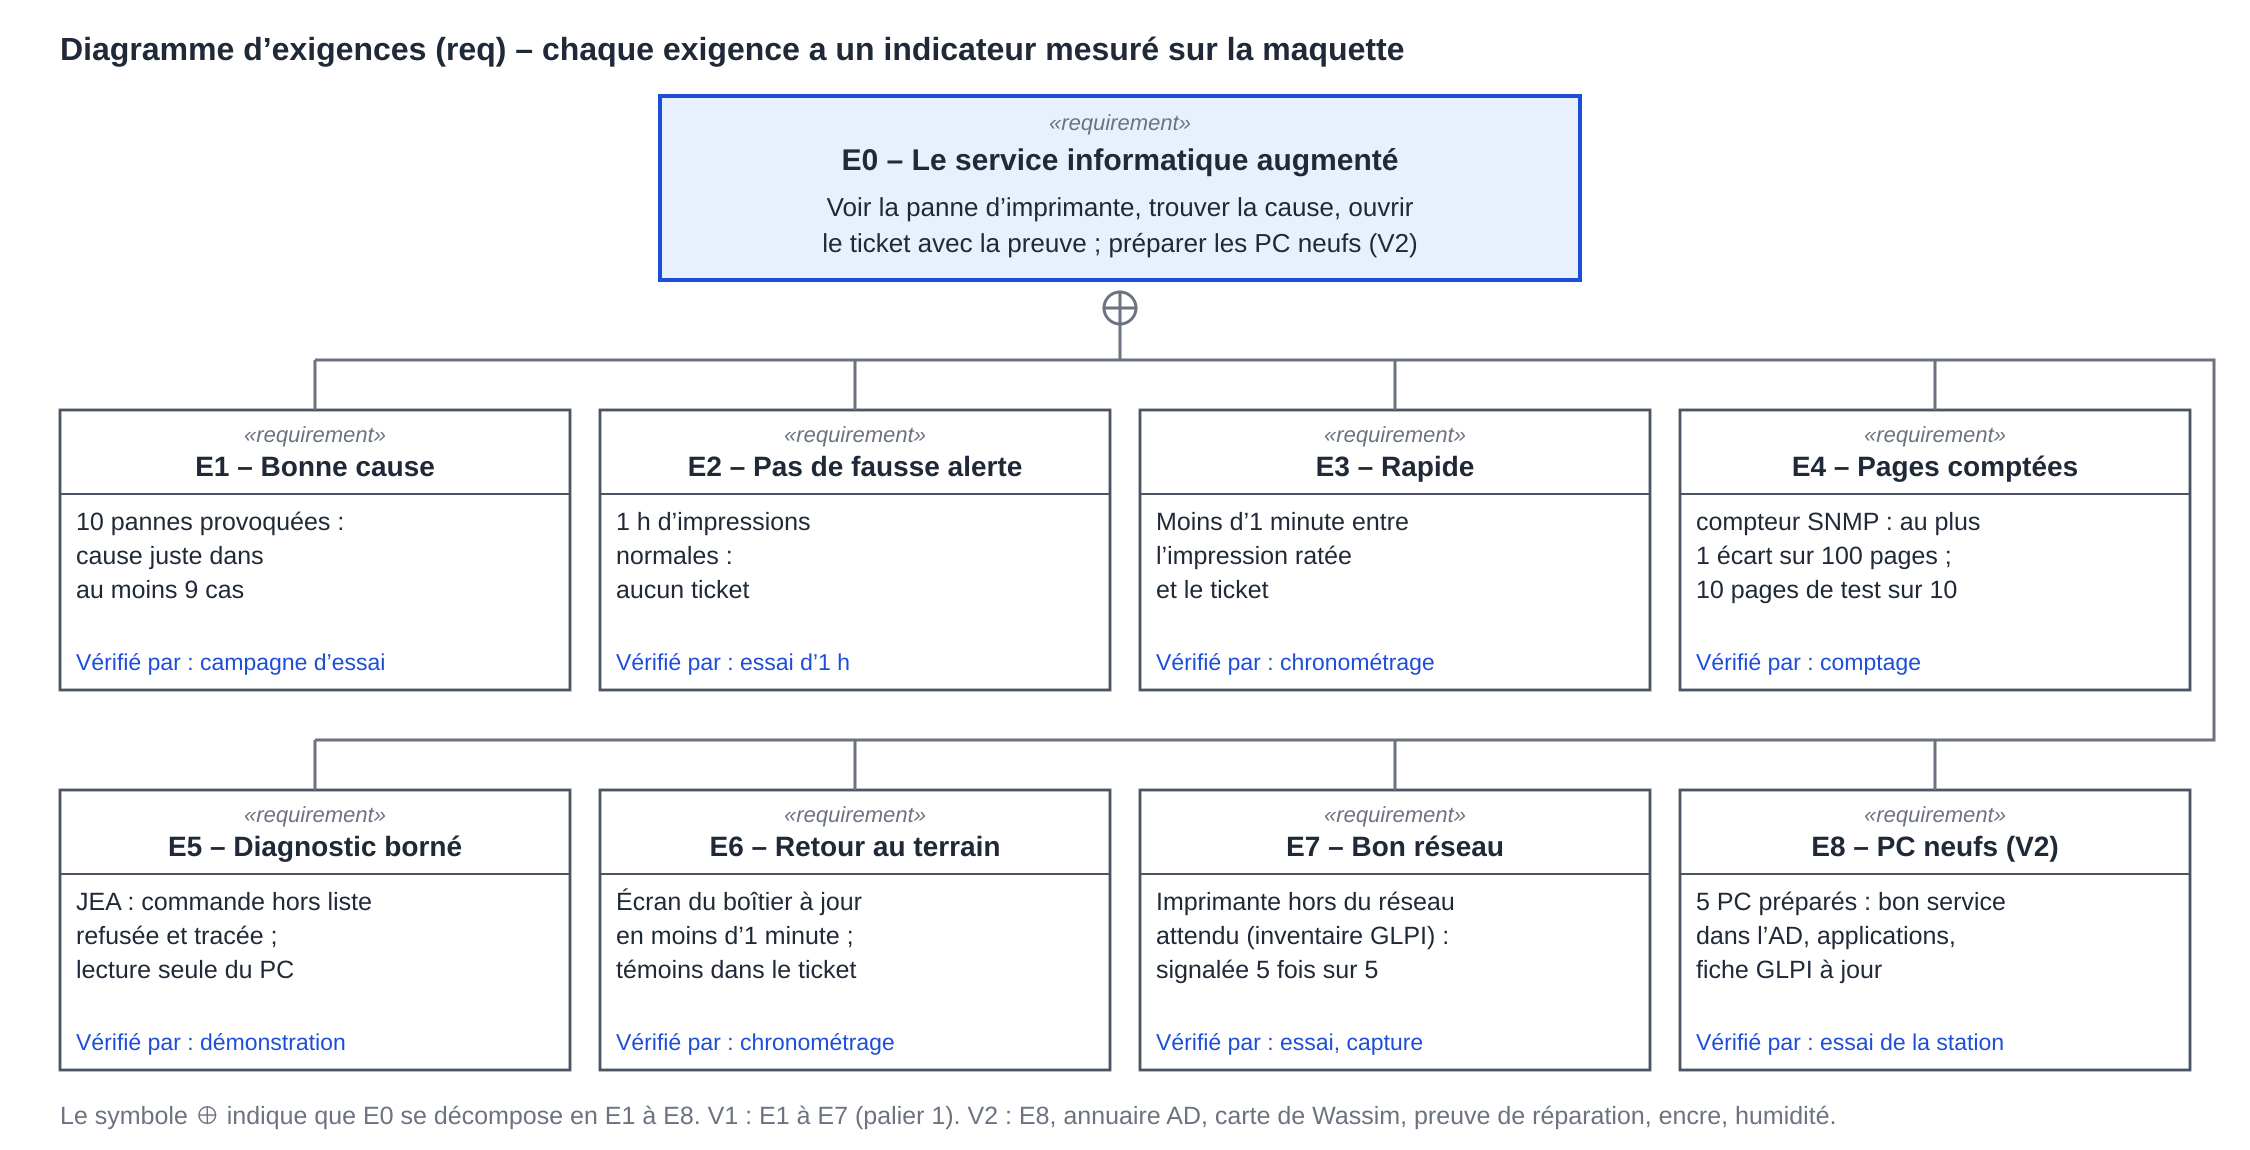 Diagramme d’exigences (req) – chaque exigence a un indicateur mesuré sur la maquette
«requirement»
E0 – Le service informatique augmenté
Voir la panne d’imprimante, trouver la cause, ouvrir
le ticket avec la preuve ; préparer les PC neufs (V2)
«requirement»
E1 – Bonne cause
10 pannes provoquées :
cause juste dans
au moins 9 cas
Vérifié par : campagne d’essai
«requirement»
E2 – Pas de fausse alerte
1 h d’impressions
normales :
aucun ticket
Vérifié par : essai d’1 h
«requirement»
E3 – Rapide
Moins d’1 minute entre
l’impression ratée
et le ticket
Vérifié par : chronométrage
«requirement»
E4 – Pages comptées
compteur SNMP : au plus
1 écart sur 100 pages ;
10 pages de test sur 10
Vérifié par : comptage
«requirement»
E5 – Diagnostic borné
JEA : commande hors liste
refusée et tracée ;
lecture seule du PC
Vérifié par : démonstration
«requirement»
E6 – Retour au terrain
Écran du boîtier à jour
en moins d’1 minute ;
témoins dans le ticket
Vérifié par : chronométrage
«requirement»
E7 – Bon réseau
Imprimante hors du réseau
attendu (inventaire GLPI) :
signalée 5 fois sur 5
Vérifié par : essai, capture
«requirement»
E8 – PC neufs (V2)
5 PC préparés : bon service
dans l’AD, applications,
fiche GLPI à jour
Vérifié par : essai de la station
Le symbole ⊕ indique que E0 se décompose en E1 à E8. V1 : E1 à E7 (palier 1). V2 : E8, annuaire AD, carte de Wassim, preuve de réparation, encre, humidité.